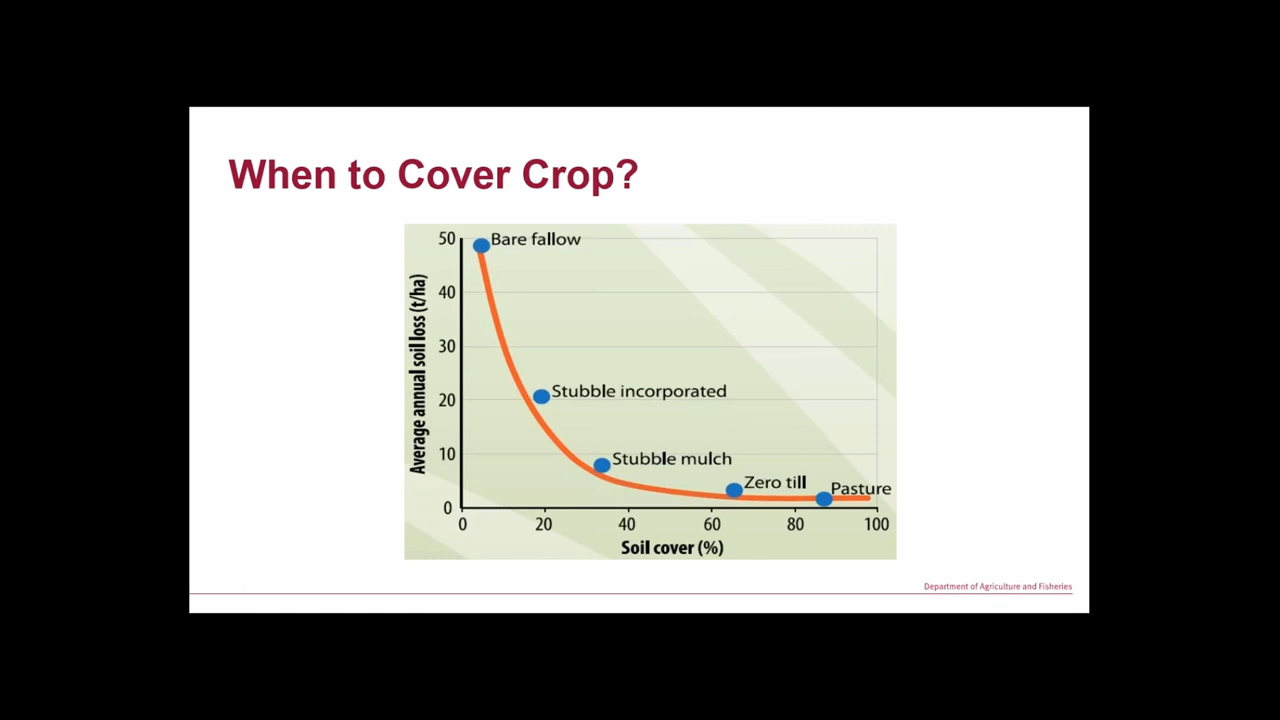 When to Cover Crop?
50
Bare fallow
40
30
Stubble incorporated
20
Stubble mulch
10
Zero till
Pasture
0
Average annual soil loss (t/ha)
0 20 40 60 80 100
Soil cover (%)
Department of Agriculture and Fisheries